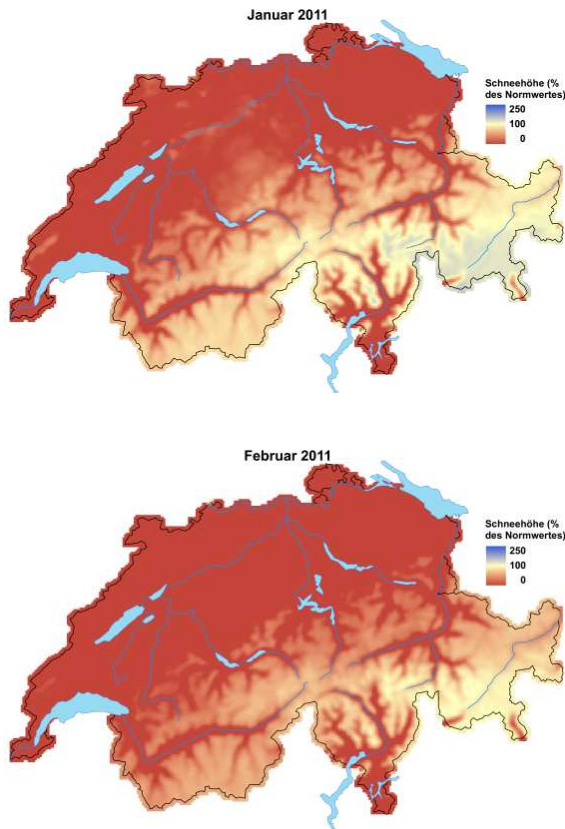 Januar 2011
Schneehöhe (%
des Normwertes)
250
100
0
Februar 2011
Schneehöhe (%
des Normwertes)
250
100
0